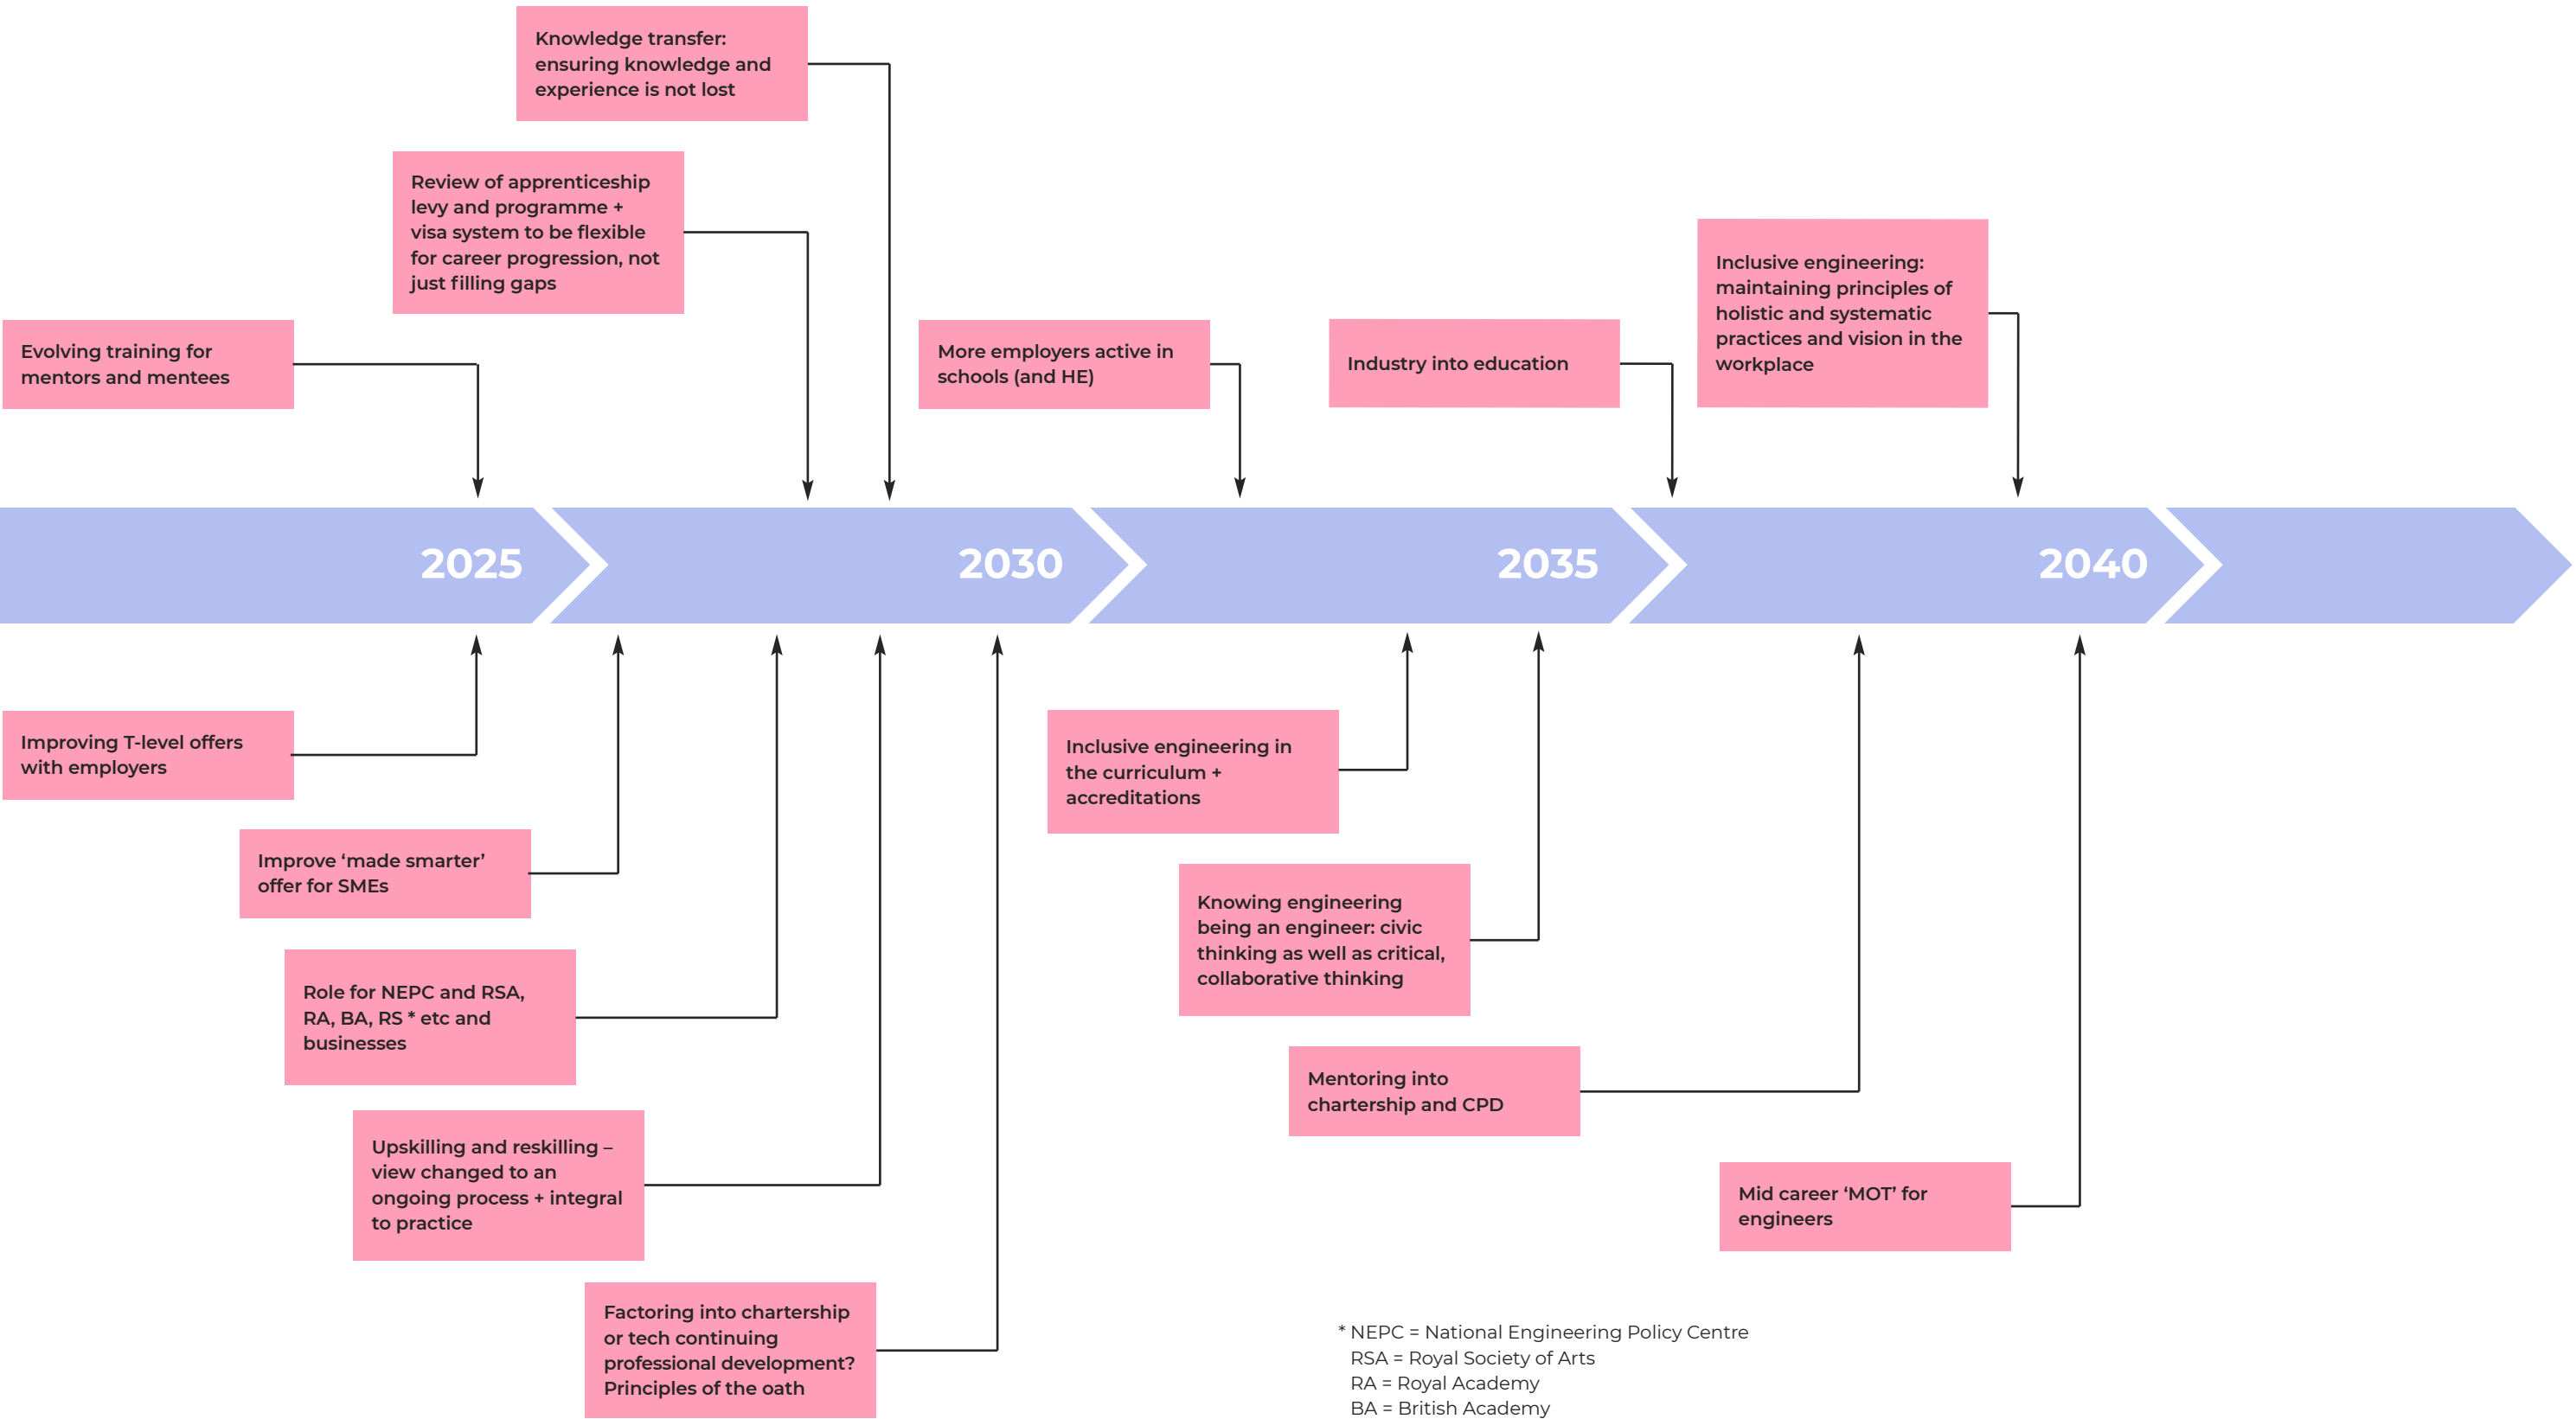 Knowledge transfer:
ensuring knowledge and
experience is not lost
Review of apprenticeship
levy and programme +
visa system to be flexible
for career progression, not
just filling gaps
Evolving training for
mentors and mentees
More employers active in
schools (and HE)
Industry into education
Inclusive engineering:
maintaining principles of
holistic and systematic
practices and vision in the
workplace
2025
2030
2035
2040
Improving T-level offers
with employers
Improve ‘made smarter’
offer for SMEs
Role for NEPC and RSA,
RA, BA, RS * etc and
businesses
Upskilling and reskilling –
view changed to an
ongoing process + integral
to practice
Factoring into chartership
or tech continuing
professional development?
Principles of the oath
Inclusive engineering in
the curriculum +
accreditations
Knowing engineering
being an engineer: civic
thinking as well as critical,
collaborative thinking
Mentoring into
chartership and CPD
Mid career ‘MOT’ for
engineers
* NEPC = National Engineering Policy Centre
RSA = Royal Society of Arts
RA = Royal Academy
BA = British Academy